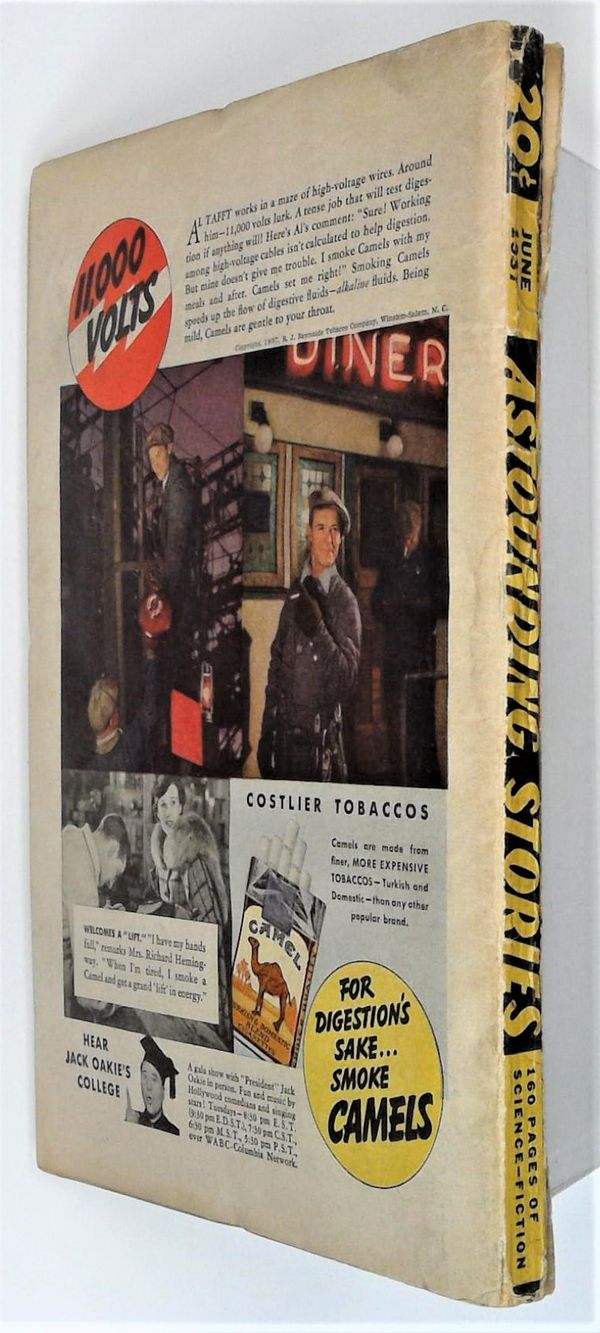 11,000
VOLTS
AL TAFFT works in a maze of high-voltage wires. Around
him—11,000 volts lurk. A tense job that will test diges-
tion if anything will! Here's Al's comment: "Sure! Working
among high-voltage cables isn't calculated to help digestion.
But mine doesn't give me trouble. I smoke Camels with my
meals and after. Camels set me right!" Smoking Camels
speeds up the flow of digestive fluids—alkaline fluids. Being
mild, Camels are gentle to your throat.
Copyright, 1937, R. J. Reynolds Tobacco Company, Winston-Salem, N. C.
DINER
COSTLIER TOBACCOS
Camels are made from
finer, MORE EXPENSIVE
TOBACCOS—Turkish and
Domestic—than any other
popular brand.
WELCOMES A "LIFT." "I have my hands
full," remarks Mrs. Richard Heming-
way. "When I'm tired, I smoke a
Camel and get a grand 'lift' in energy."
CAMEL
TURKISH & DOMESTIC
BLEND
CIGARETTES
FOR
DIGESTION'S
SAKE...
SMOKE
CAMELS
HEAR
JACK OAKIE'S
COLLEGE
A gala show with "President" Jack
Oakie in person. Fun and music by
Hollywood comedians and singing
stars! Tuesdays—8:30 pm E.S.T.
(9:30 pm E.D.S.T.), 7:30 pm C.S.T.,
6:30 pm M.S.T., 5:30 pm P.S.T.,
over WABC-Columbia Network.
20¢
JUNE
1937
ASTOUNDING STORIES
160 PAGES OF
SCIENCE-FICTION